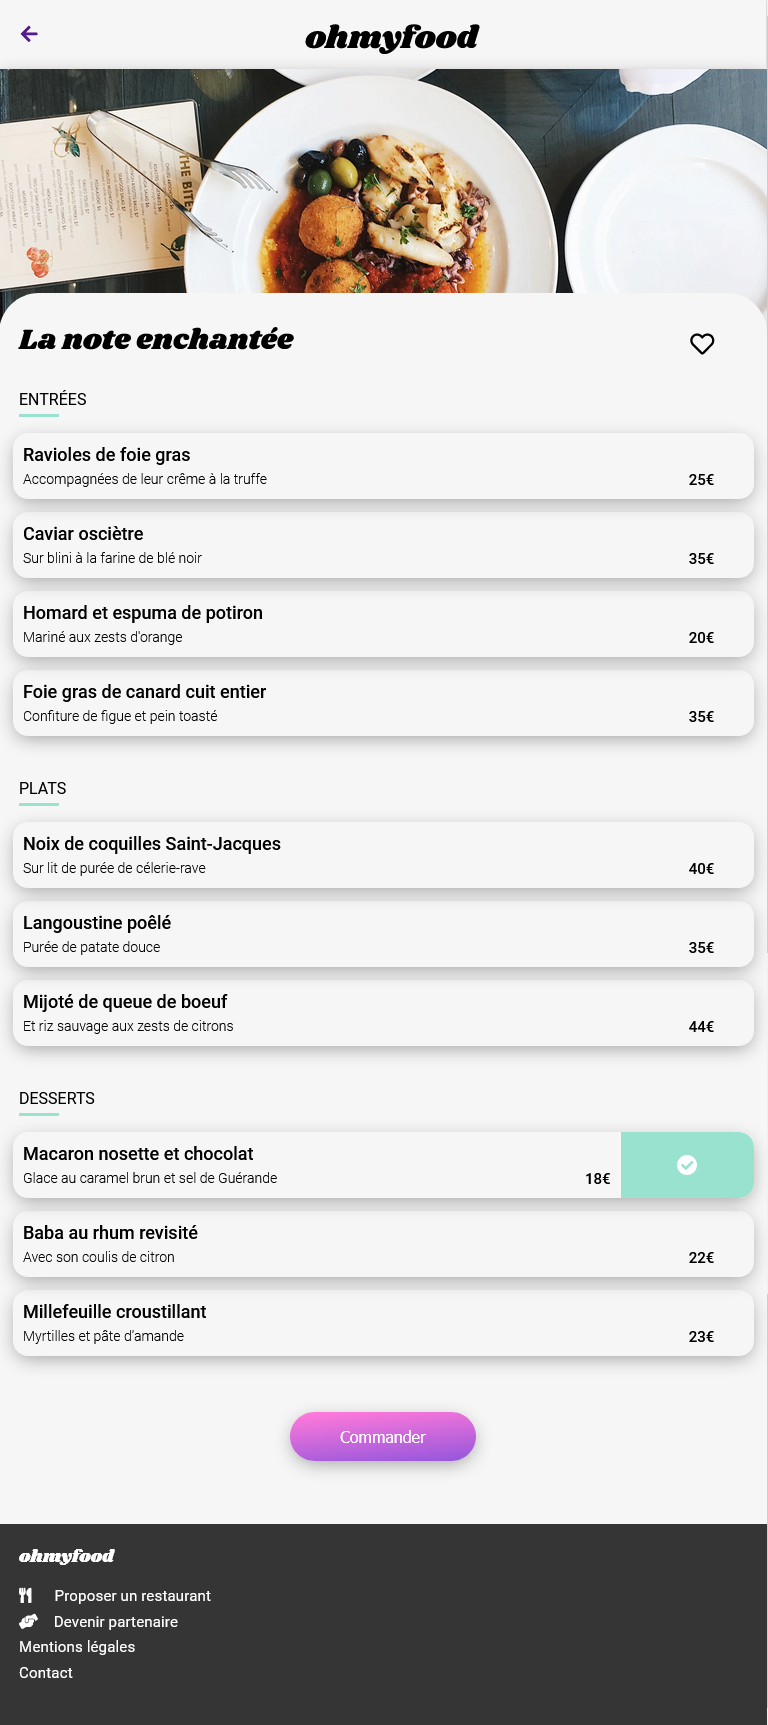 ohmyfood
THE BITE
La note enchantée
ENTRÉES
Ravioles de foie gras
Accompagnées de leur crême à la truffe
25€
Caviar osciètre
Sur blini à la farine de blé noir
35€
Homard et espuma de potiron
Mariné aux zests d'orange
20€
Foie gras de canard cuit entier
Confiture de figue et pein toasté
35€
PLATS
Noix de coquilles Saint-Jacques
Sur lit de purée de célerie-rave
40€
Langoustine poêlé
Purée de patate douce
35€
Mijoté de queue de boeuf
Et riz sauvage aux zests de citrons
44€
DESSERTS
Macaron nosette et chocolat
Glace au caramel brun et sel de Guérande
18€
Baba au rhum revisité
Avec son coulis de citron
22€
Millefeuille croustillant
Myrtilles et pâte d'amande
23€
Commander
ohmyfood
Proposer un restaurant
Devenir partenaire
Mentions légales
Contact